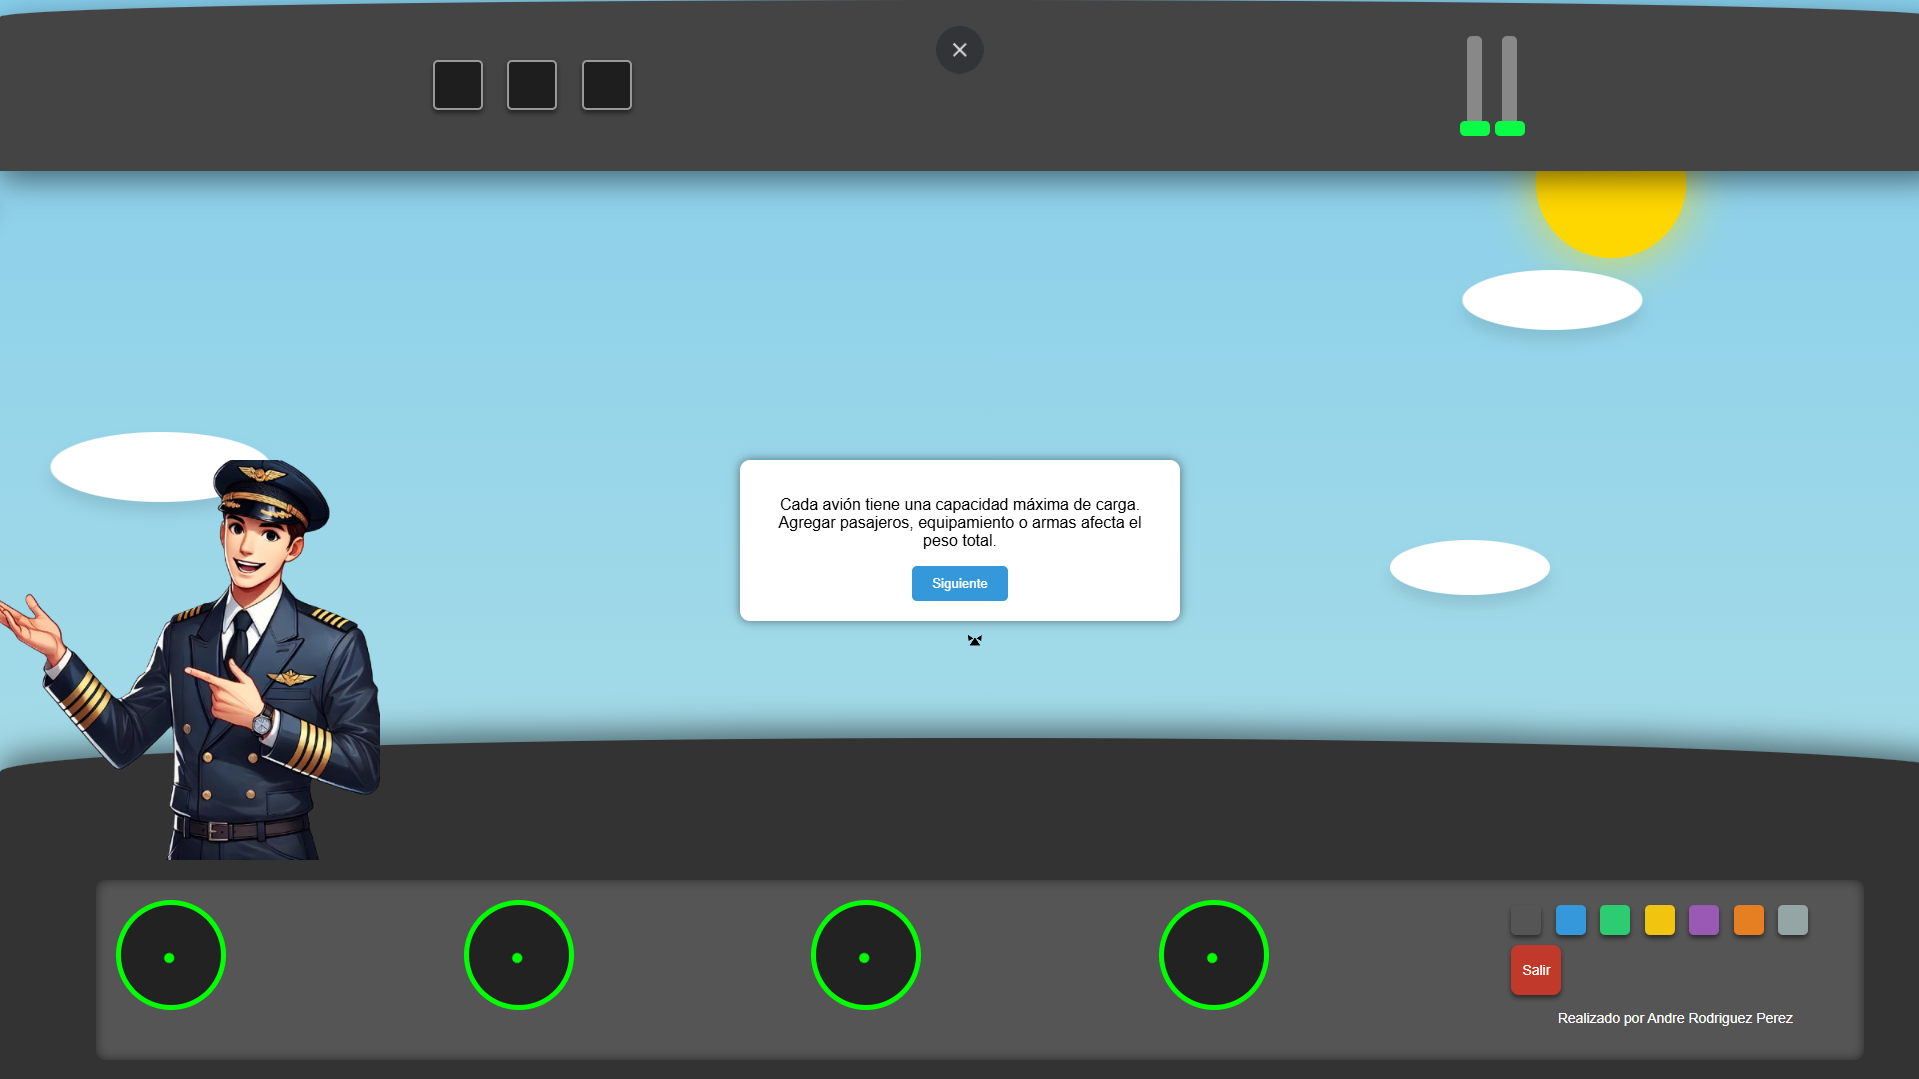 Cada avión tiene una capacidad máxima de carga.
Agregar pasajeros, equipamiento o armas afecta el
peso total.
Siguiente
Salir
Realizado por Andre Rodriguez Perez